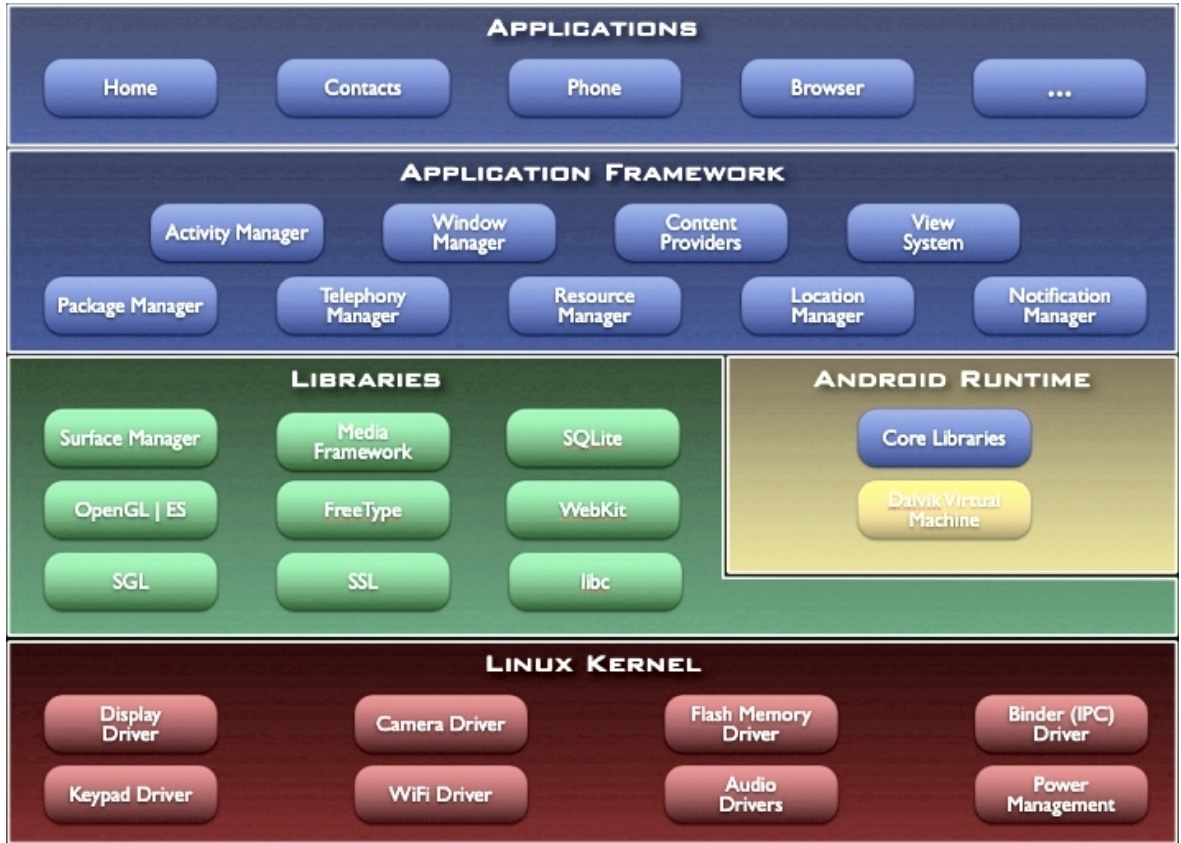 APPLICATIONS
Home
Contacts
Phone
Browser
...
APPLICATION FRAMEWORK
Activity Manager
Window
Manager
Content
Providers
View
System
Package Manager
Telephony
Manager
Resource
Manager
Location
Manager
Notification
Manager
LIBRARIES
Surface Manager
Media
Framework
SQLite
OpenGL | ES
FreeType
WebKit
SGL
SSL
libc
ANDROID RUNTIME
Core Libraries
Dalvik Virtual
Machine
LINUX KERNEL
Display
Driver
Camera Driver
Flash Memory
Driver
Binder (IPC)
Driver
Keypad Driver
WiFi Driver
Audio
Drivers
Power
Management